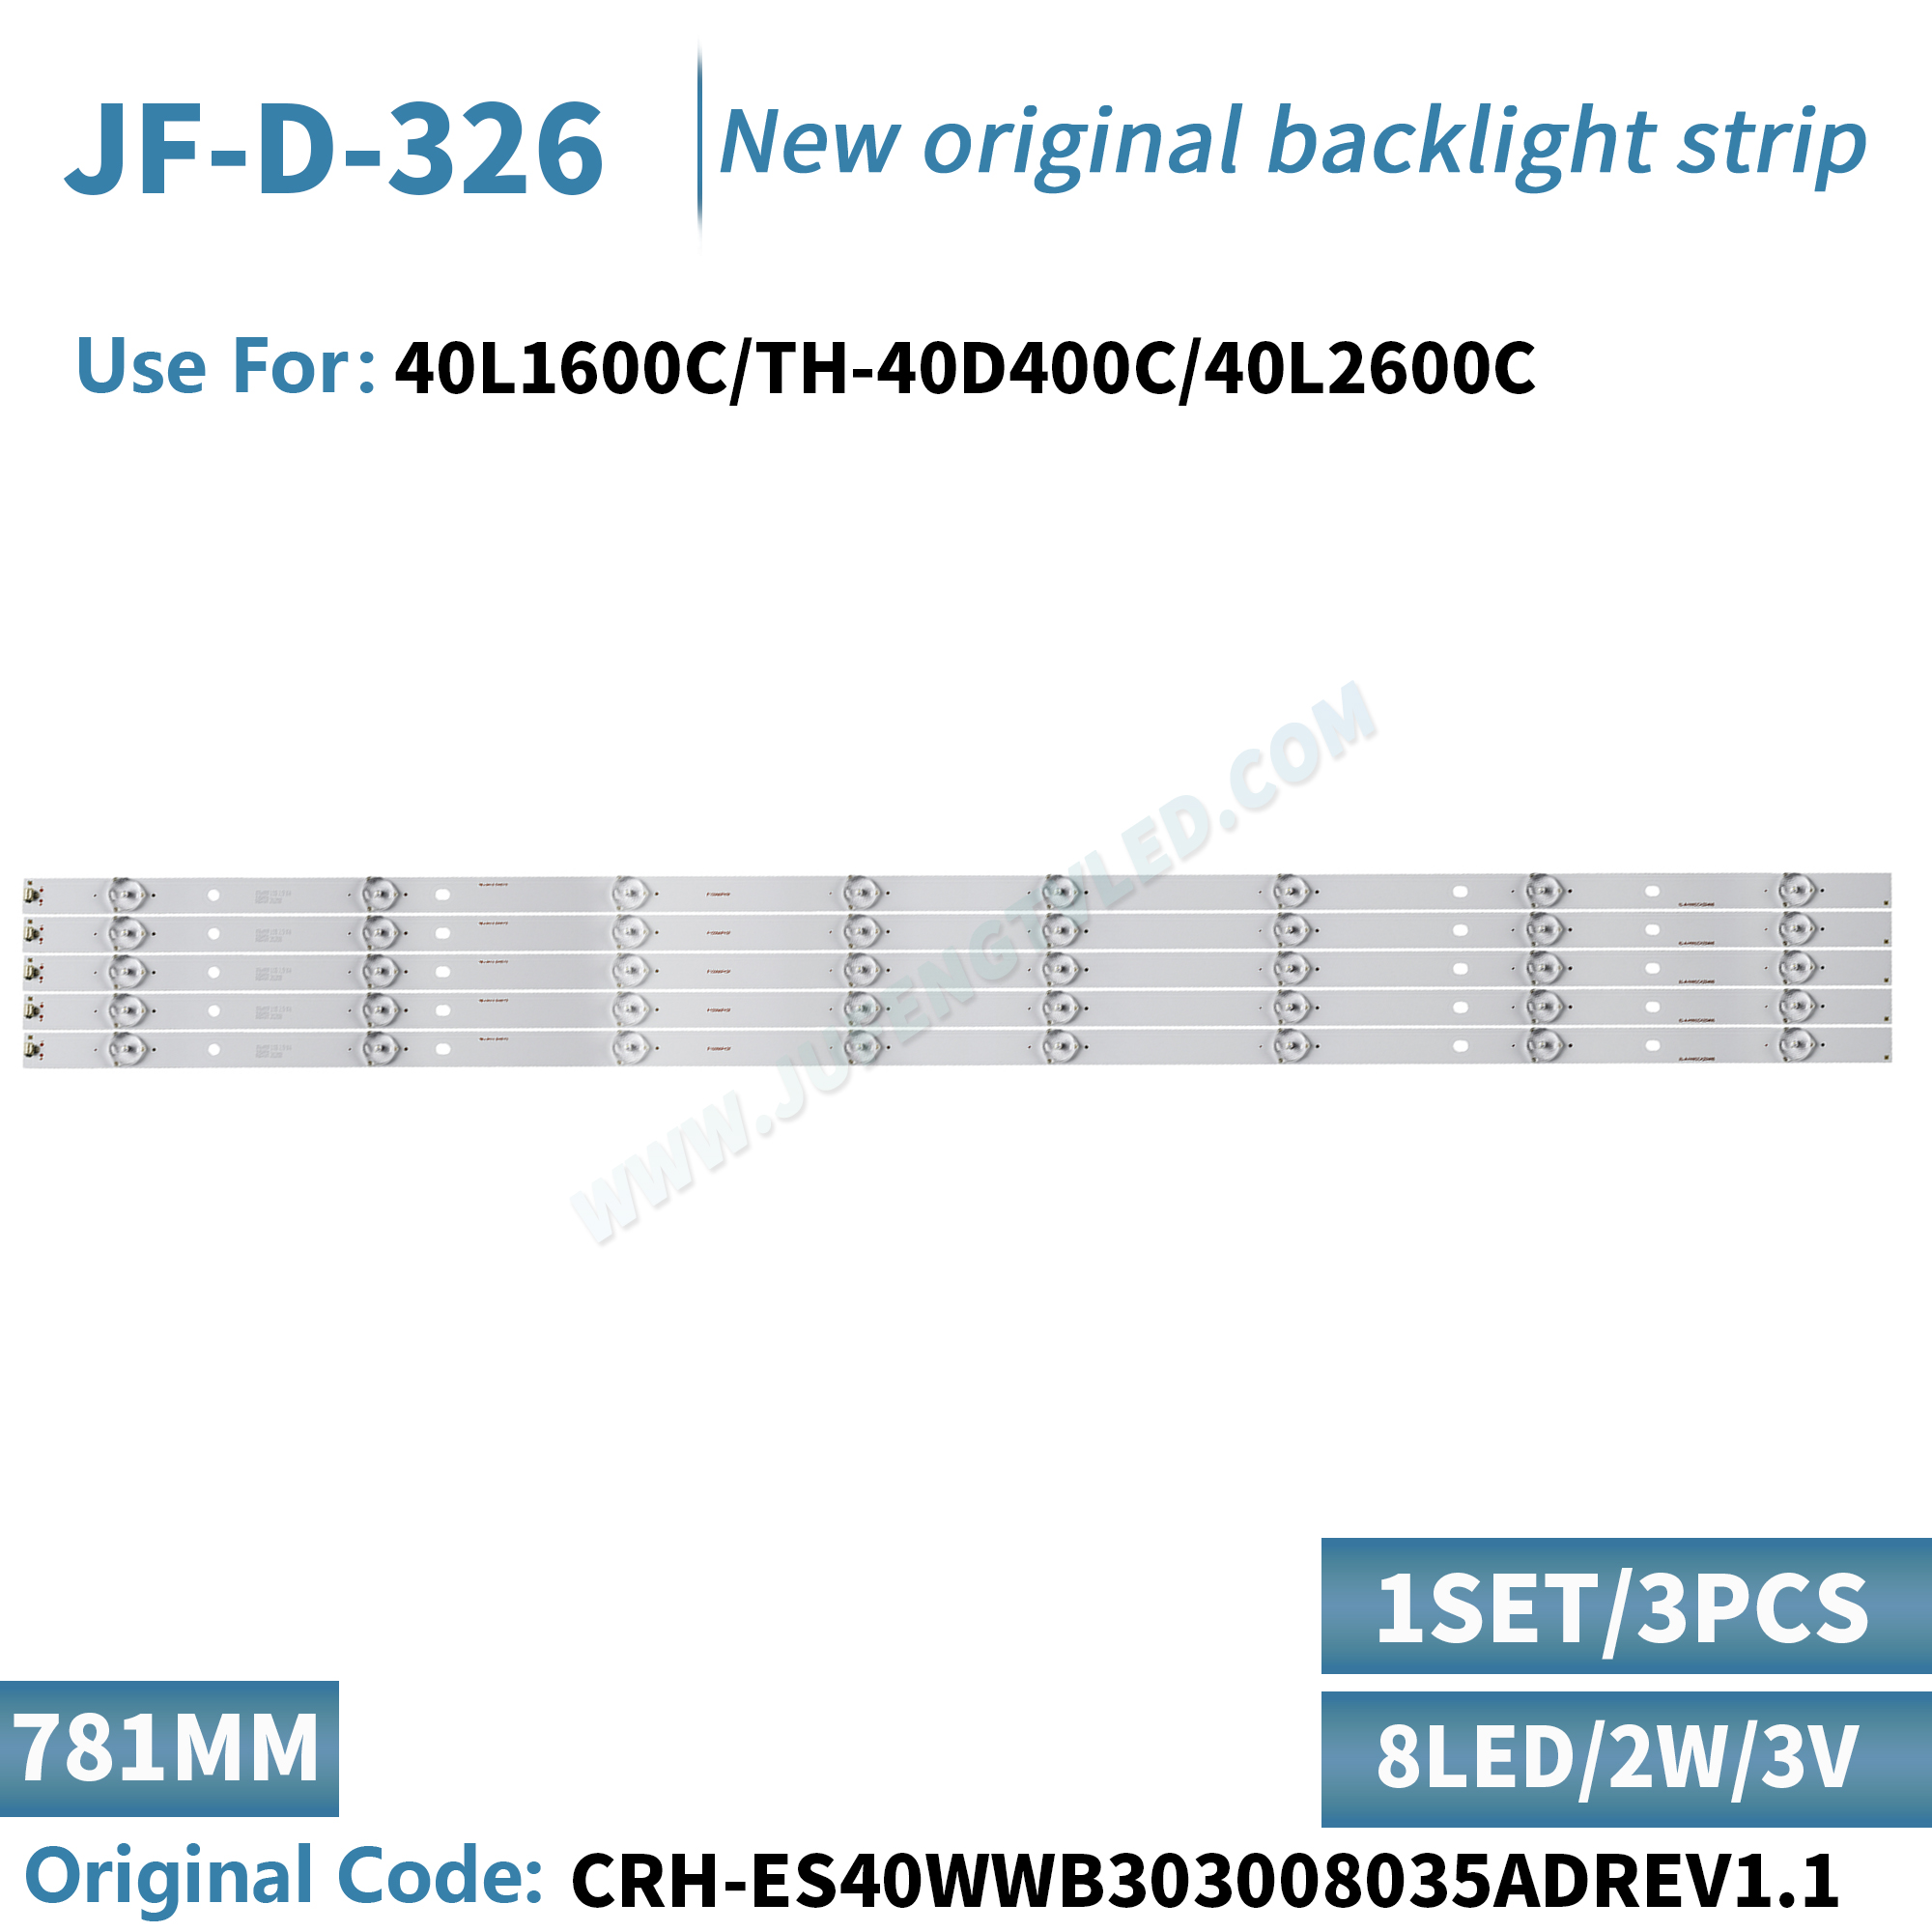 JF-D-326
New original backlight strip
Use For: 40L1600C/TH-40D400C/40L2600C
WWW.JUFENGTVLED.COM
1SET/3PCS
781MM
8LED/2W/3V
Original Code: CRH-ES40WWB303008035ADREV1.1